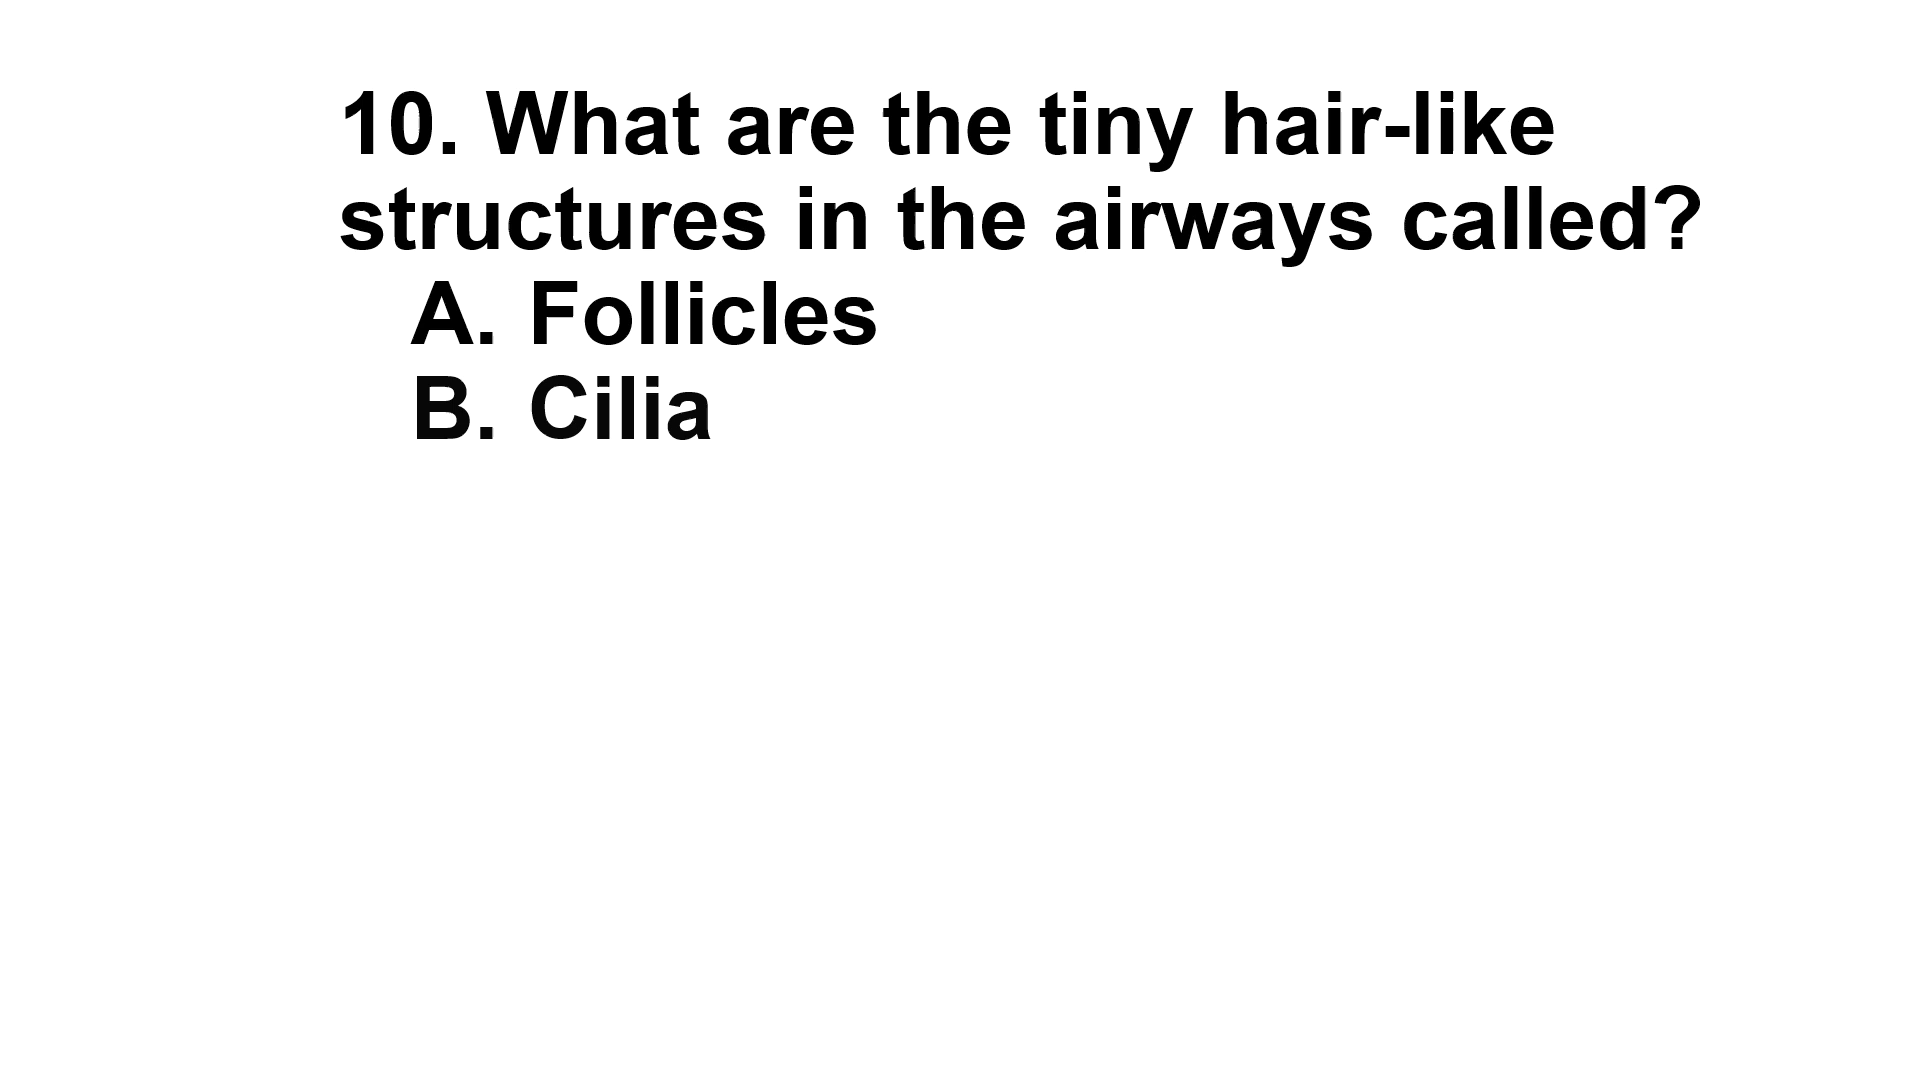 10. What are the tiny hair-like
structures in the airways called?
A. Follicles
B. Cilia